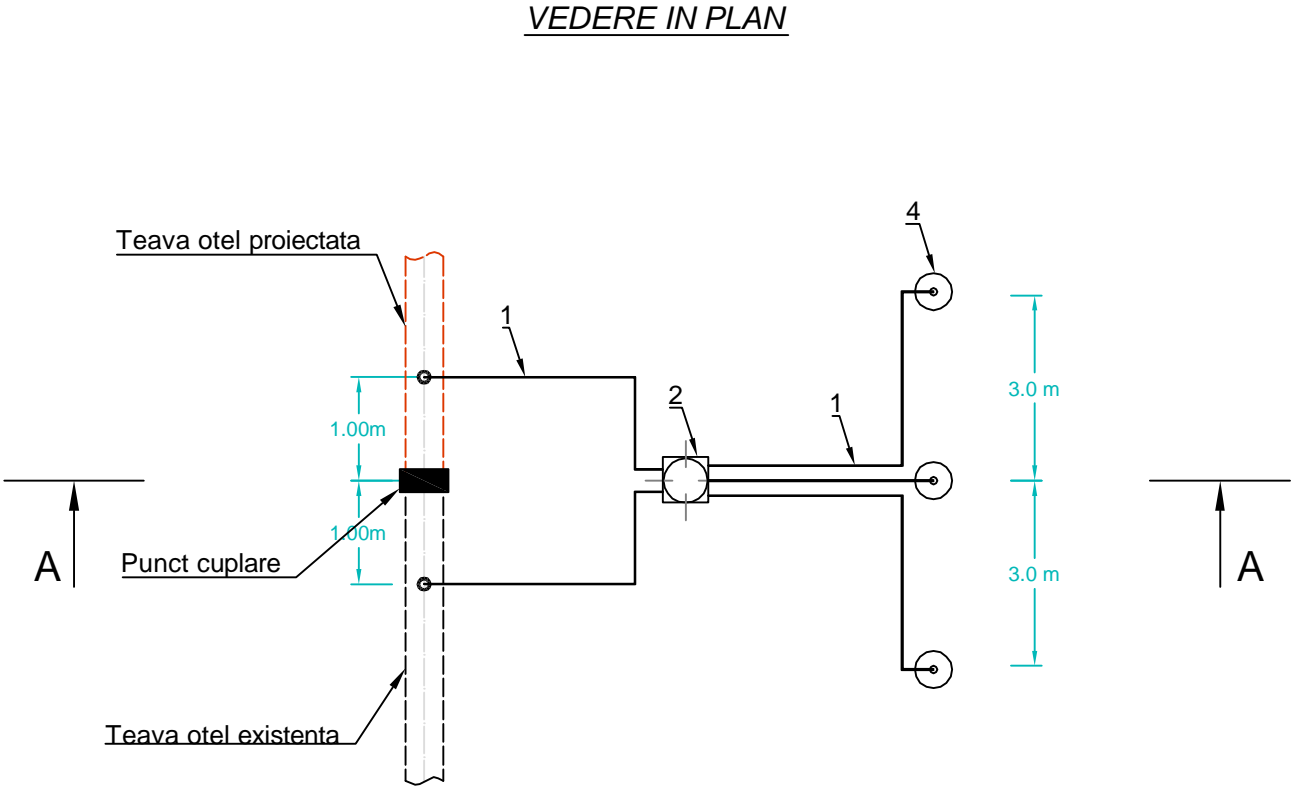 VEDERE IN PLAN
4
Teava otel proiectata
1
3.0 m
2
1
1.00m
1.00m
A
Punct cuplare
3.0 m
A
Teava otel existenta